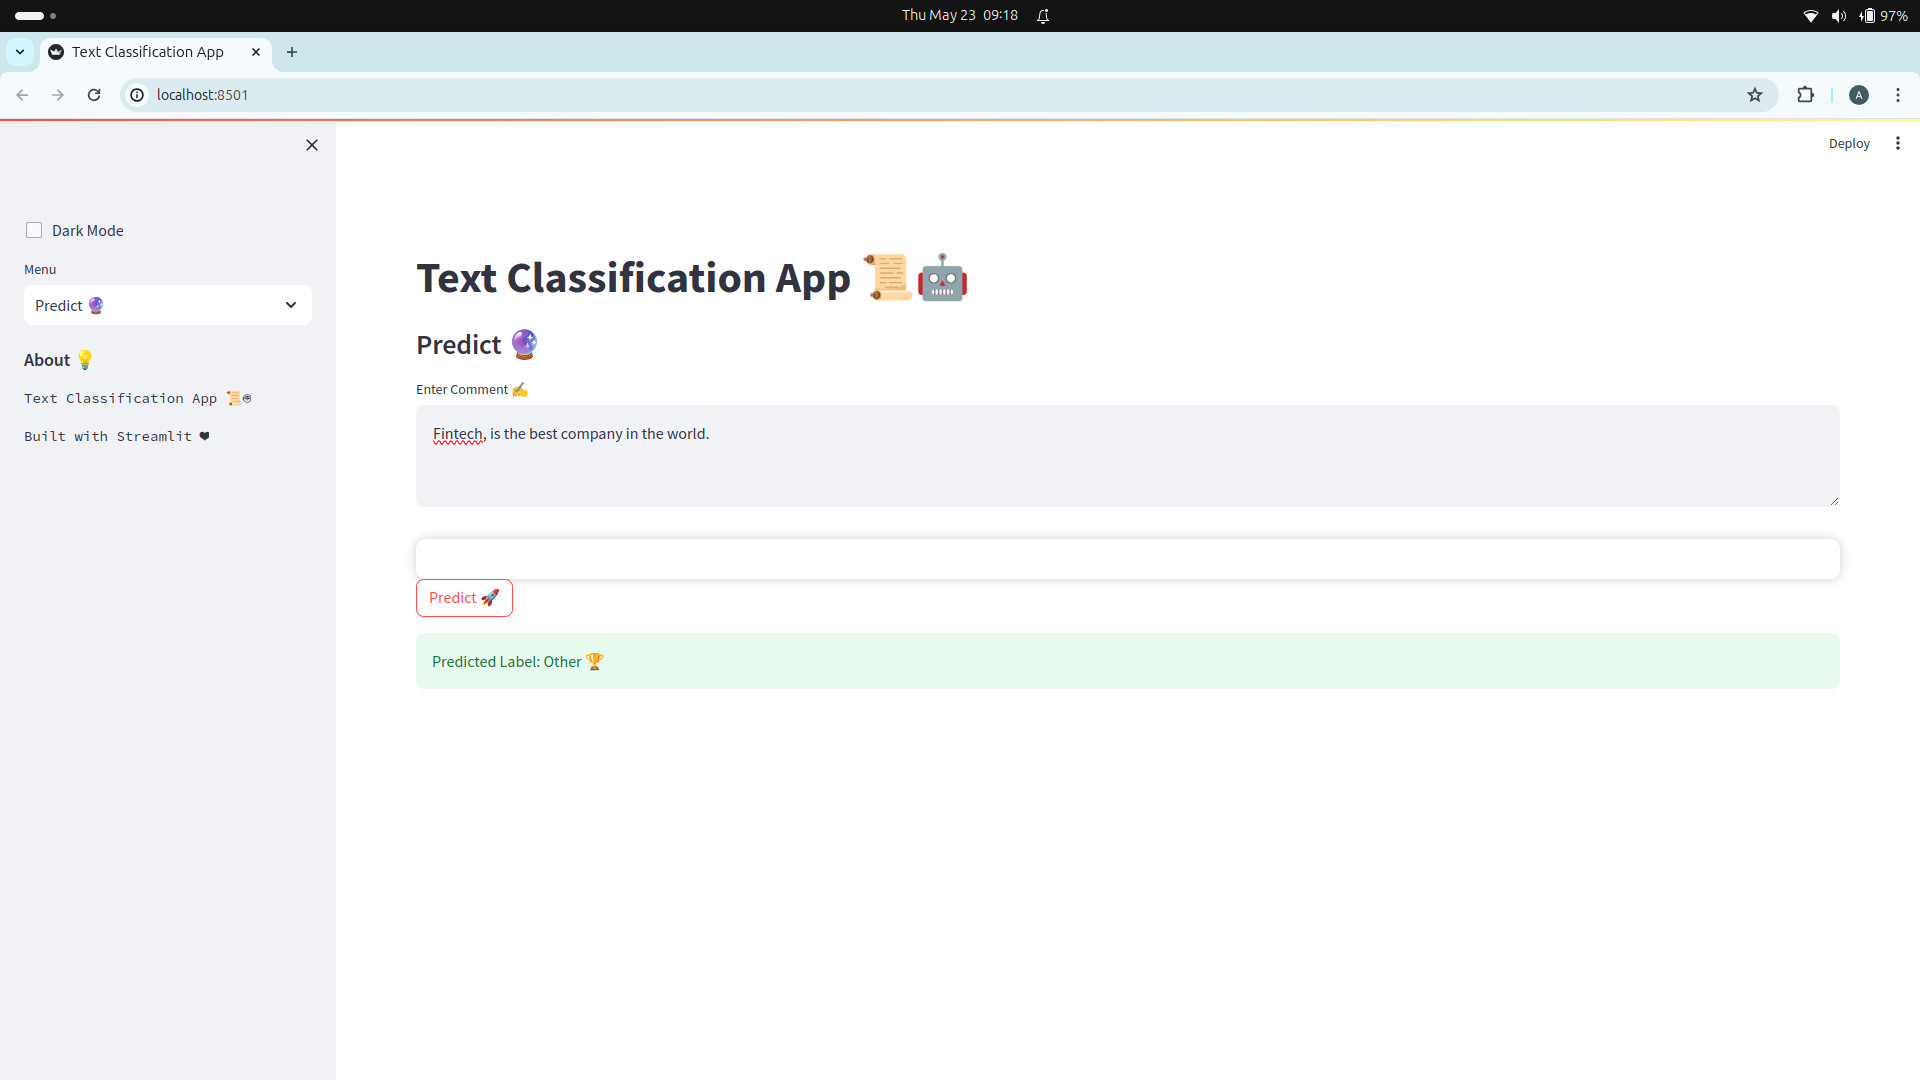 Thu May 23 09:18
97%
Text Classification App
localhost:8501
A
Deploy
Dark Mode
Menu
Predict 🔮
About 💡
Text Classification App 📜🤖
Built with Streamlit ❤
Text Classification App 📜🤖
Predict 🔮
Enter Comment ✍
Fintech, is the best company in the world.
Predict 🚀
Predicted Label: Other 🏆